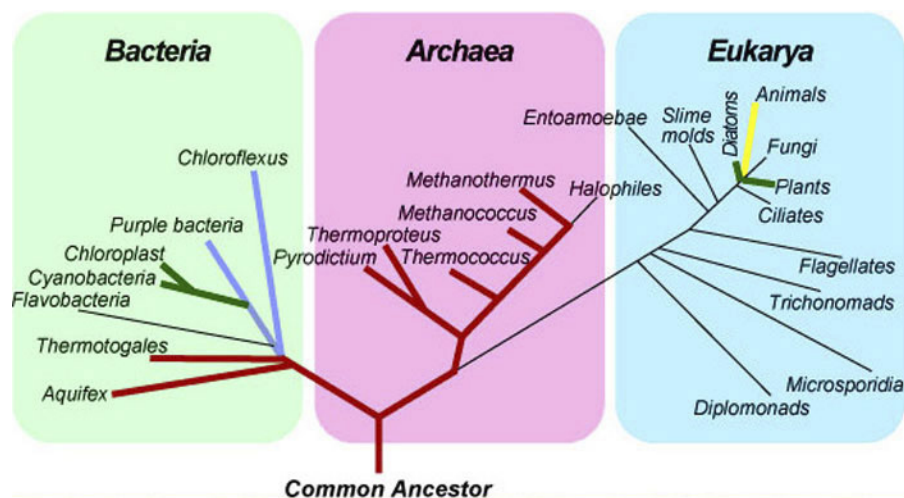 Bacteria
Archaea
Eukarya
Chloroflexus
Purple bacteria
Chloroplast
Cyanobacteria
Flavobacteria
Thermotogales
Aquifex
Methanothermus
Halophiles
Methanococcus
Thermoproteus
Pyrodictium
Thermococcus
Entoamoebae
Slime
molds
Diatoms
Animals
Fungi
Plants
Ciliates
Flagellates
Trichonomads
Microsporidia
Diplomonads
Common Ancestor